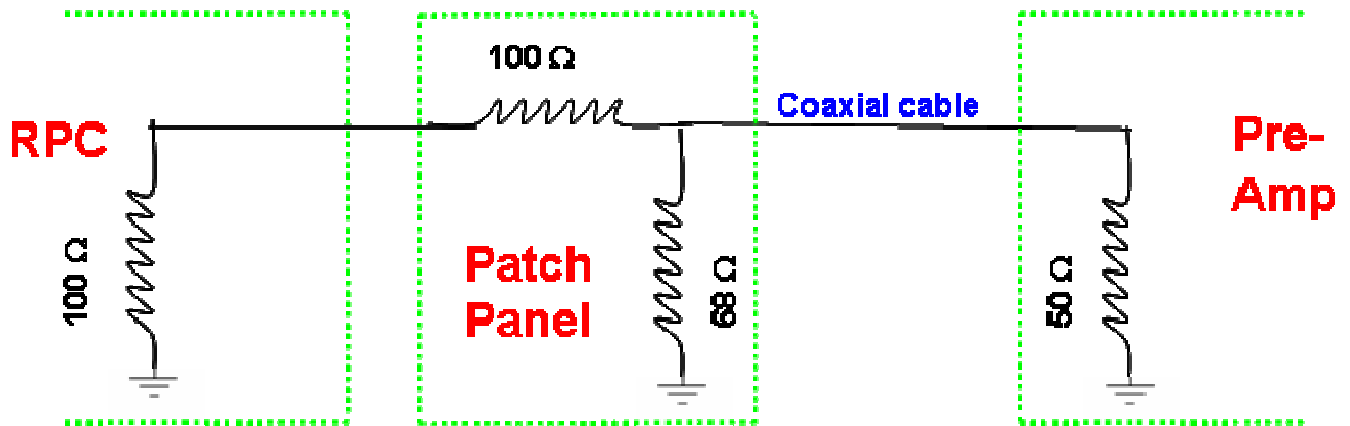 100 Ω
Coaxial cable
RPC
Pre-
Amp
100 Ω
Patch
Panel
68 Ω
50 Ω